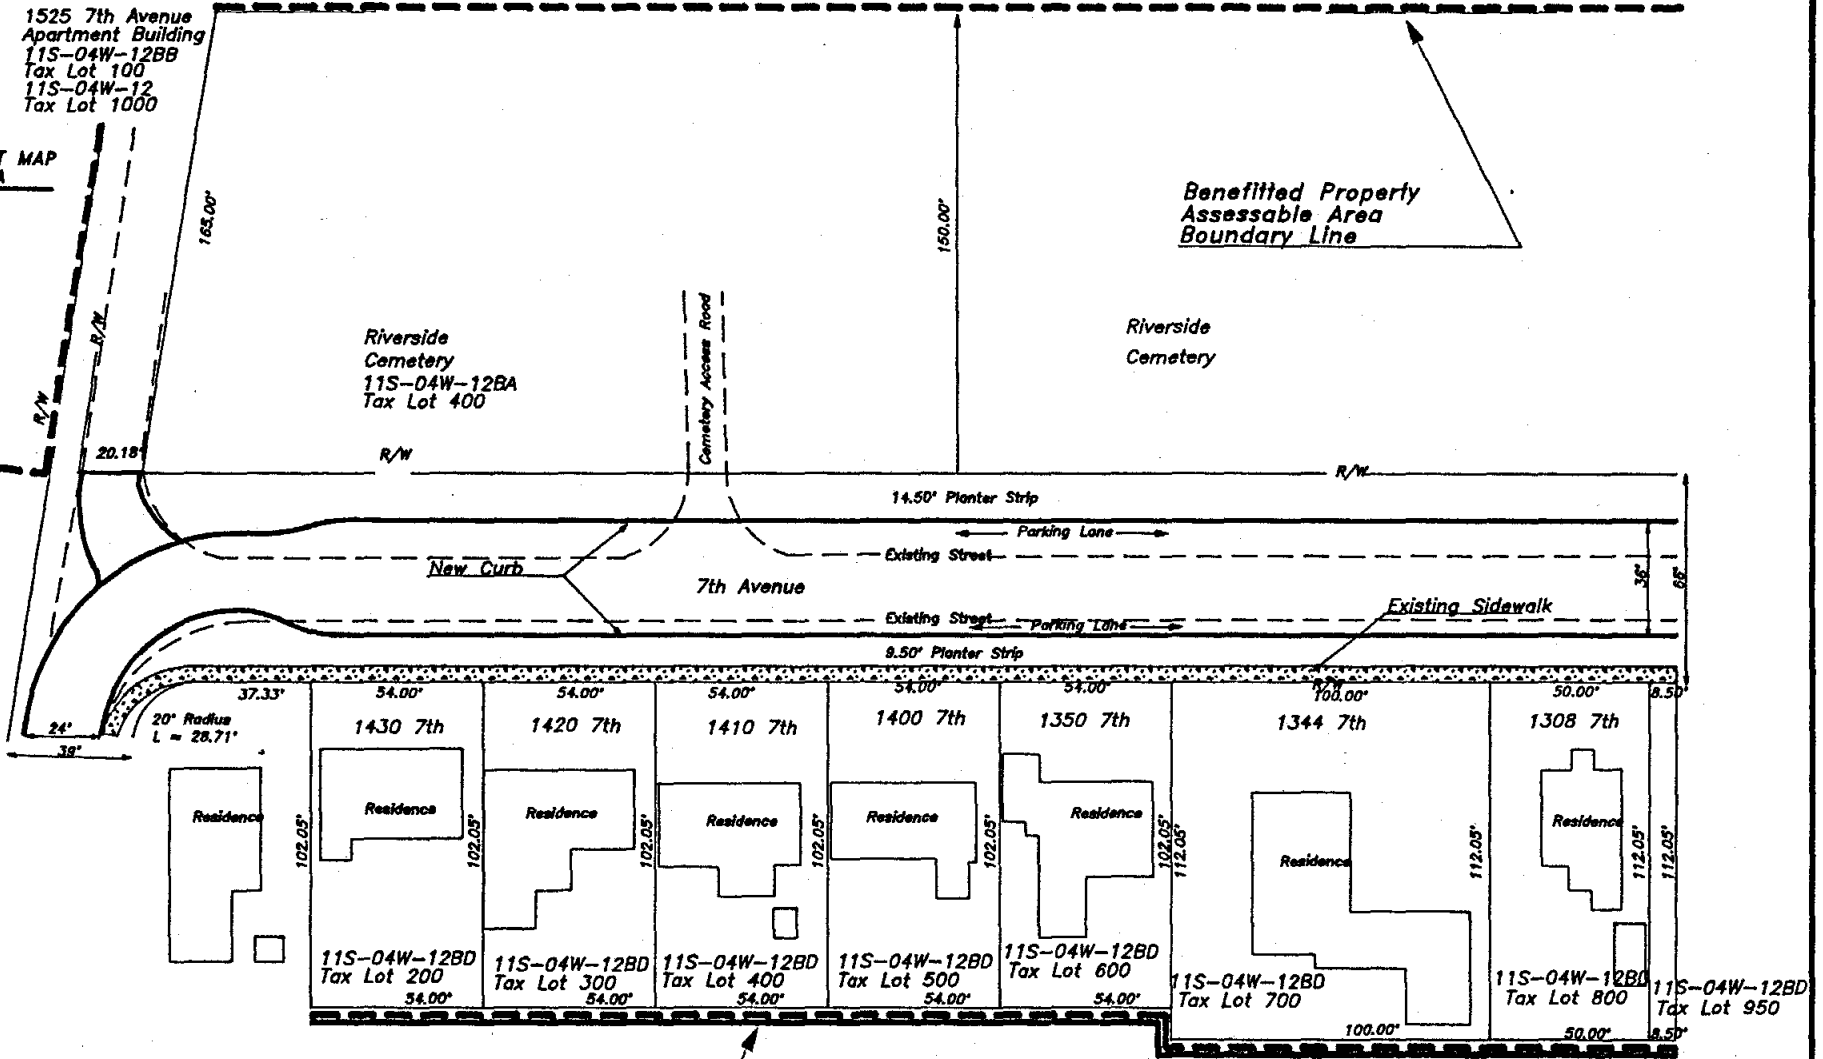 1525 7th Avenue
Apartment Building
11S-04W-12BB
Tax Lot 100
11S-04W-12
Tax Lot 1000
MAP
165.00'
150.00'
Benefitted Property
Assessable Area
Boundary Line
R/W
R/W
Riverside
Cemetery
11S-04W-12BA
Tax Lot 400
Cemetery Access Road
Riverside
Cemetery
20.18'
R/W
R/W
14.50' Planter Strip
Parking Lane
Existing Street
New Curb
7th Avenue
36'
66'
Existing Sidewalk
Existing Street
Parking Lane
9.50' Planter Strip
37.33'
54.00'
54.00'
54.00'
54.00'
54.00'
R/W
100.00'
50.00'
8.50'
20' Radius
L = 28.71'
24'
39'
1430 7th
1420 7th
1410 7th
1400 7th
1350 7th
1344 7th
1308 7th
Residence
Residence
Residence
Residence
Residence
Residence
Residence
Residence
102.05'
102.05'
102.05'
102.05'
102.05'
102.05'
112.05'
112.05'
112.05'
112.05'
11S-04W-12BD
Tax Lot 200
54.00'
11S-04W-12BD
Tax Lot 300
54.00'
11S-04W-12BD
Tax Lot 400
54.00'
11S-04W-12BD
Tax Lot 500
54.00'
11S-04W-12BD
Tax Lot 600
54.00'
11S-04W-12BD
Tax Lot 700
100.00'
11S-04W-12BD
Tax Lot 800
50.00'
11S-04W-12BD
Tax Lot 950
8.50'